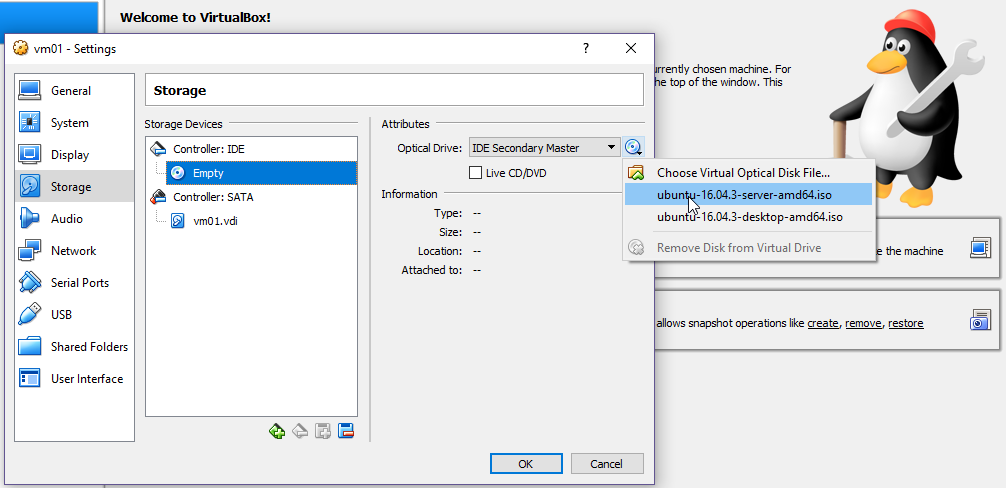 Welcome to VirtualBox!
vm01 - Settings
?
urrently chosen machine. For
he top of the window. This
General
System
Display
Storage
Audio
Network
Serial Ports
USB
Shared Folders
User Interface
Storage
Storage Devices
Controller: IDE
Empty
Controller: SATA
vm01.vdi
Attributes
Optical Drive:
IDE Secondary Master
Live CD/DVD
Information
Type: --
Size: --
Location: --
Attached to: --
Choose Virtual Optical Disk File...
ubuntu-16.04.3-server-amd64.iso
ubuntu-16.04.3-desktop-amd64.iso
Remove Disk from Virtual Drive
e the machine
allows snapshot operations like create, remove, restore
OK
Cancel